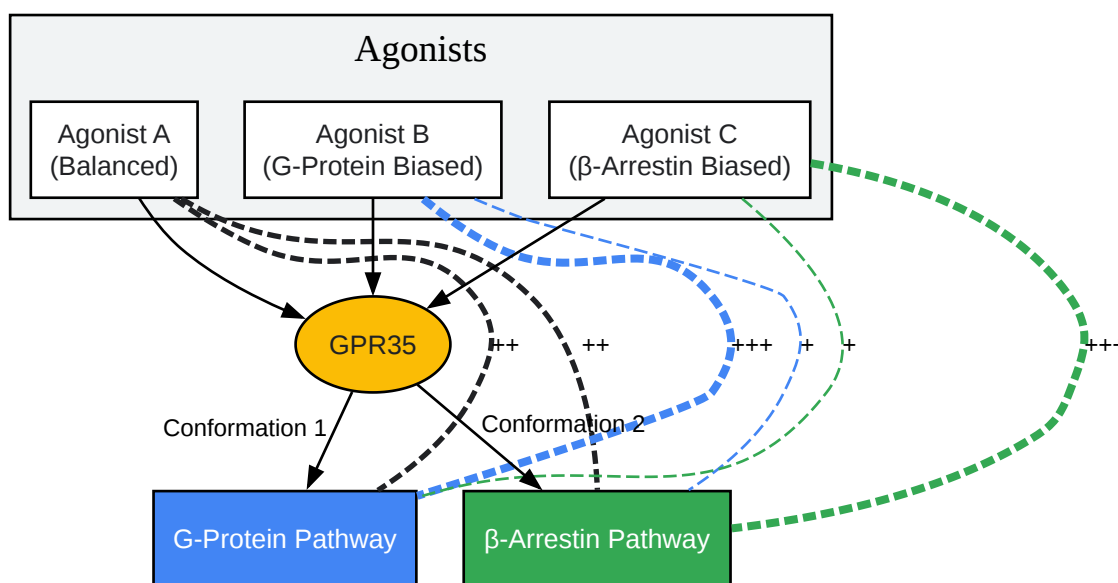 Agonists
Agonist A
(Balanced)
Agonist B
(G-Protein Biased)
Agonist C
(β-Arrestin Biased)
GPR35
++
++
+++
+
+
++
Conformation 1
Conformation 2
G-Protein Pathway
β-Arrestin Pathway